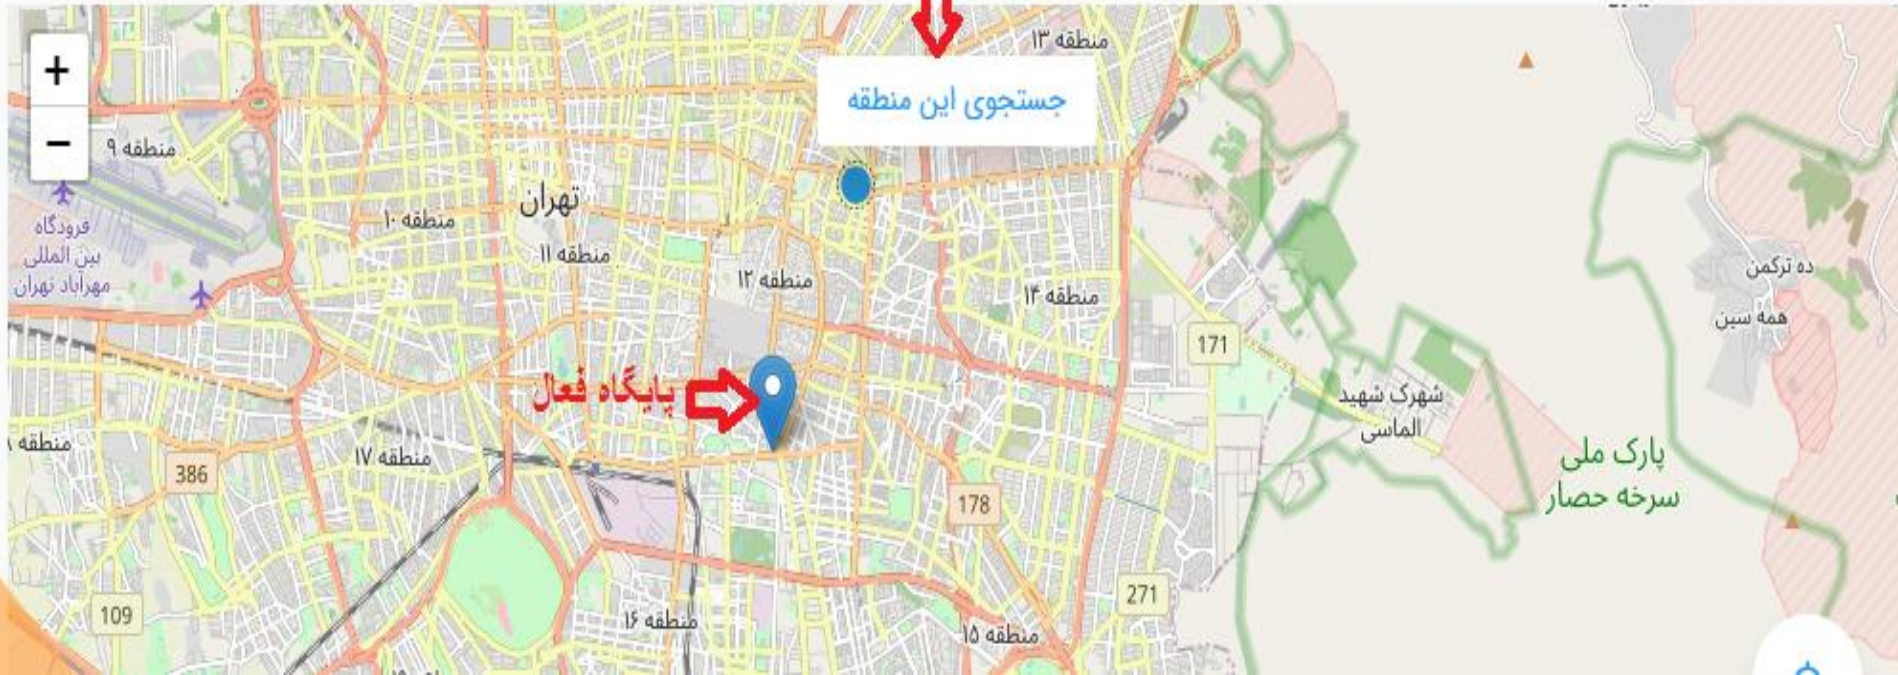 منطقه ۱۳
+
جستجوی این منطقه
−
منطقه ۹
تهران
منطقه ۱۰
فرودگاه
بین المللی
مهرآباد تهران
منطقه ۱۱
منطقه ۱۲
منطقه ۱۴
ده ترکمن
همه سین
171
پایگاه فعال
شهرک شهید
الماسی
منطقه
منطقه ۱۷
386
پارک ملی
سرخه حصار
178
109
271
منطقه ۱۶
منطقه ۱۵